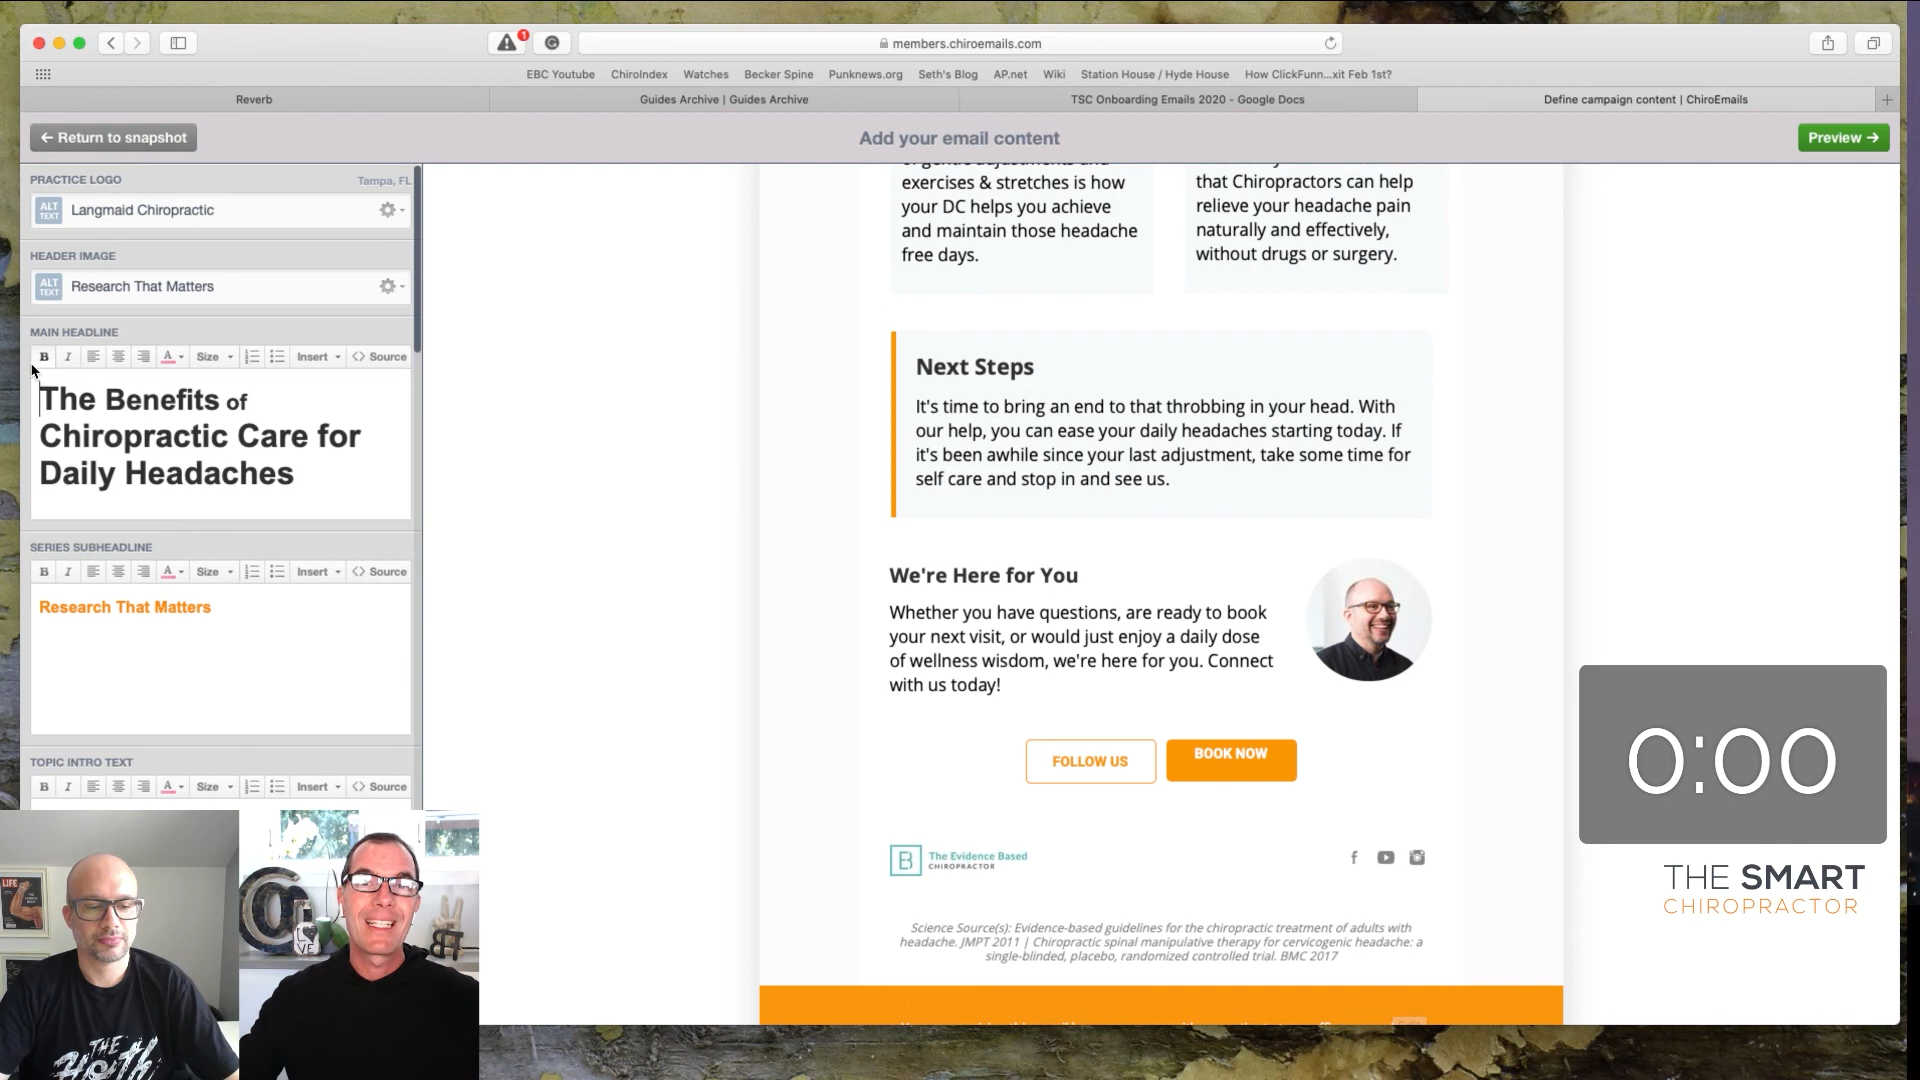 1
members.chiroemails.com
EBC Youtube ChiroIndex Watches Becker Spine Punknews.org Seth's Blog AP.net Wiki Station House / Hyde House How ClickFunn...xit Feb 1st?
Reverb Guides Archive | Guides Archive TSC Onboarding Emails 2020 - Google Docs Define campaign content | ChiroEmails
← Return to snapshot
Add your email content
Preview →
PRACTICE LOGO
Tampa, FL
ALT TEXT
Langmaid Chiropractic
HEADER IMAGE
ALT TEXT
Research That Matters
MAIN HEADLINE
B I A Size Insert <> Source
The Benefits of
Chiropractic Care for
Daily Headaches
SERIES SUBHEADLINE
B I A Size Insert <> Source
Research That Matters
TOPIC INTRO TEXT
B I A Size Insert <> Source
exercises & stretches is how
your DC helps you achieve
and maintain those headache
free days.
that Chiropractors can help
relieve your headache pain
naturally and effectively,
without drugs or surgery.
Next Steps
It's time to bring an end to that throbbing in your head. With
our help, you can ease your daily headaches starting today. If
it's been awhile since your last adjustment, take some time for
self care and stop in and see us.
We're Here for You
Whether you have questions, are ready to book
your next visit, or would just enjoy a daily dose
of wellness wisdom, we're here for you. Connect
with us today!
FOLLOW US
BOOK NOW
The Evidence Based
CHIROPRACTOR
Science Source(s): Evidence-based guidelines for the chiropractic treatment of adults with
headache. JMPT 2011 | Chiropractic spinal manipulative therapy for cervicogenic headache: a
single-blinded, placebo, randomized controlled trial. BMC 2017
0:00
THE SMART
CHIROPRACTOR
LIFE
LOVE
THE